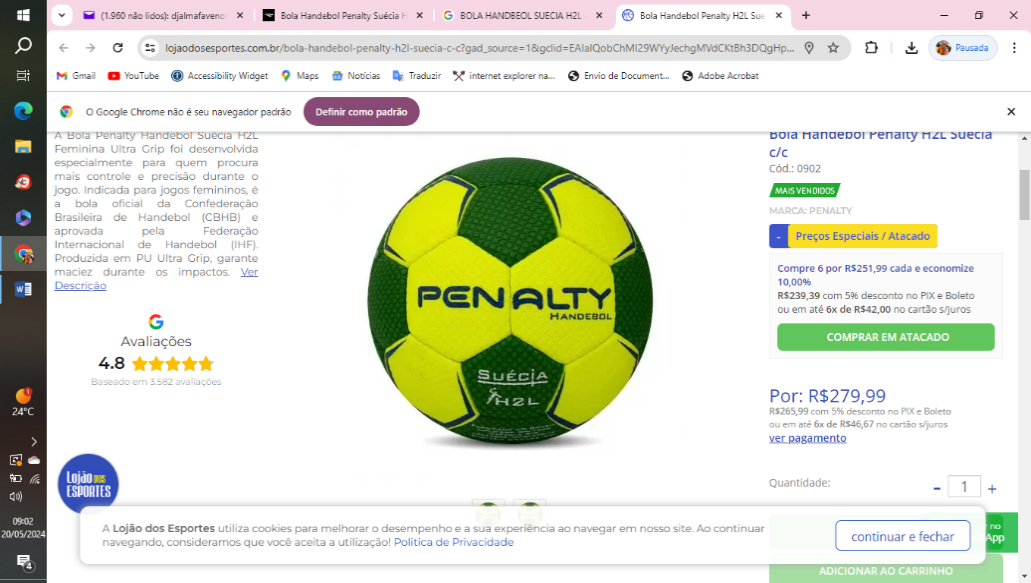 (1.960 não lidos): djalmafaveno
Bola Handebol Penalty Suécia H
BOLA HANDBEOL SUECIA H2L
Bola Handebol Penalty H2L Sue
lojaodosesportes.com.br/bola-handebol-penalty-h2l-suecia-c-c?gad_source=1&gclid=EAIaIQobChMI29WYyJechgMVdCKtBh3DQgHp...
Pausada
Gmail
YouTube
Accessibility Widget
Maps
Notícias
Traduzir
internet explorer na...
Envio de Document...
Adobe Acrobat
O Google Chrome não é seu navegador padrão
Definir como padrão
A Bola Penalty Handebol Suécia H2L
Feminina Ultra Grip foi desenvolvida
especialmente para quem procura
mais controle e precisão durante o
jogo. Indicada para jogos femininos, é
a bola oficial da Confederação
Brasileira de Handebol (CBHB) e
aprovada pela Federação
Internacional de Handebol (IHF).
Produzida em PU Ultra Grip, garante
maciez durante os impactos. Ver
Descrição
Avaliações
4.8
Baseado em 3.582 avaliações
PENALTY
HANDEBOL
SUÉCIA
H2L
Bola Handebol Penalty H2L Suécia
c/c
Cód.: 0902
MAIS VENDIDOS
MARCA: PENALTY
- Preços Especiais / Atacado
Compre 6 por R$251,99 cada e economize
10,00%
R$239,39 com 5% desconto no PIX e Boleto
ou em até 6x de R$42,00 no cartão s/juros
COMPRAR EM ATACADO
Por: R$279,99
R$265,99 com 5% desconto no PIX e Boleto
ou em até 6x de R$46,67 no cartão s/juros
ver pagamento
Quantidade:
- 1 +
LOJÃO DOS
ESPORTES
A Lojão dos Esportes utiliza cookies para melhorar o desempenho e a sua experiência ao navegar em nosso site. Ao continuar
navegando, consideramos que você aceita a utilização! Politica de Privacidade
continue e fechar
no
App
ADICIONAR AO CARRINHO
24°C
09:02
20/05/2024
4